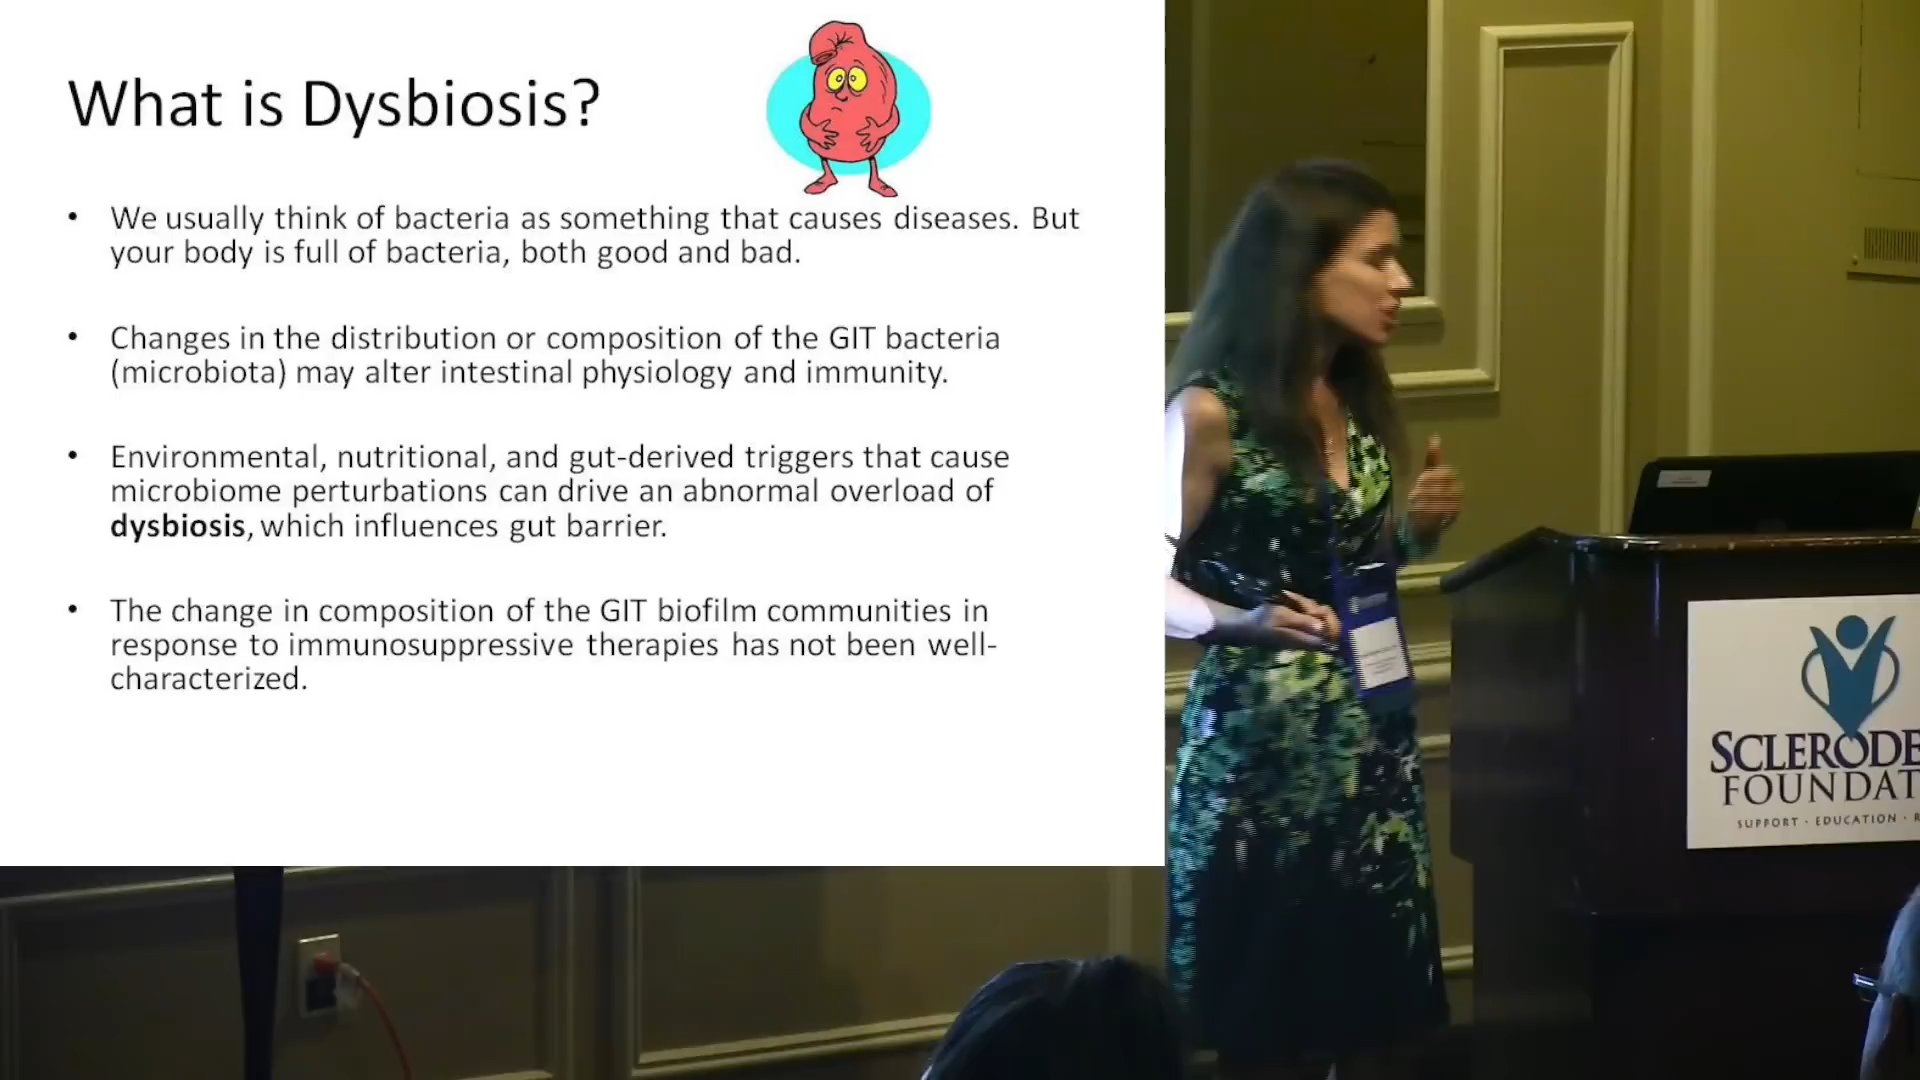 What is Dysbiosis?
• We usually think of bacteria as something that causes diseases. But
your body is full of bacteria, both good and bad.
• Changes in the distribution or composition of the GIT bacteria
(microbiota) may alter intestinal physiology and immunity.
• Environmental, nutritional, and gut-derived triggers that cause
microbiome perturbations can drive an abnormal overload of
dysbiosis, which influences gut barrier.
• The change in composition of the GIT biofilm communities in
response to immunosuppressive therapies has not been well-
characterized.
SCLERODE
FOUNDAT
SUPPORT · EDUCATION · R